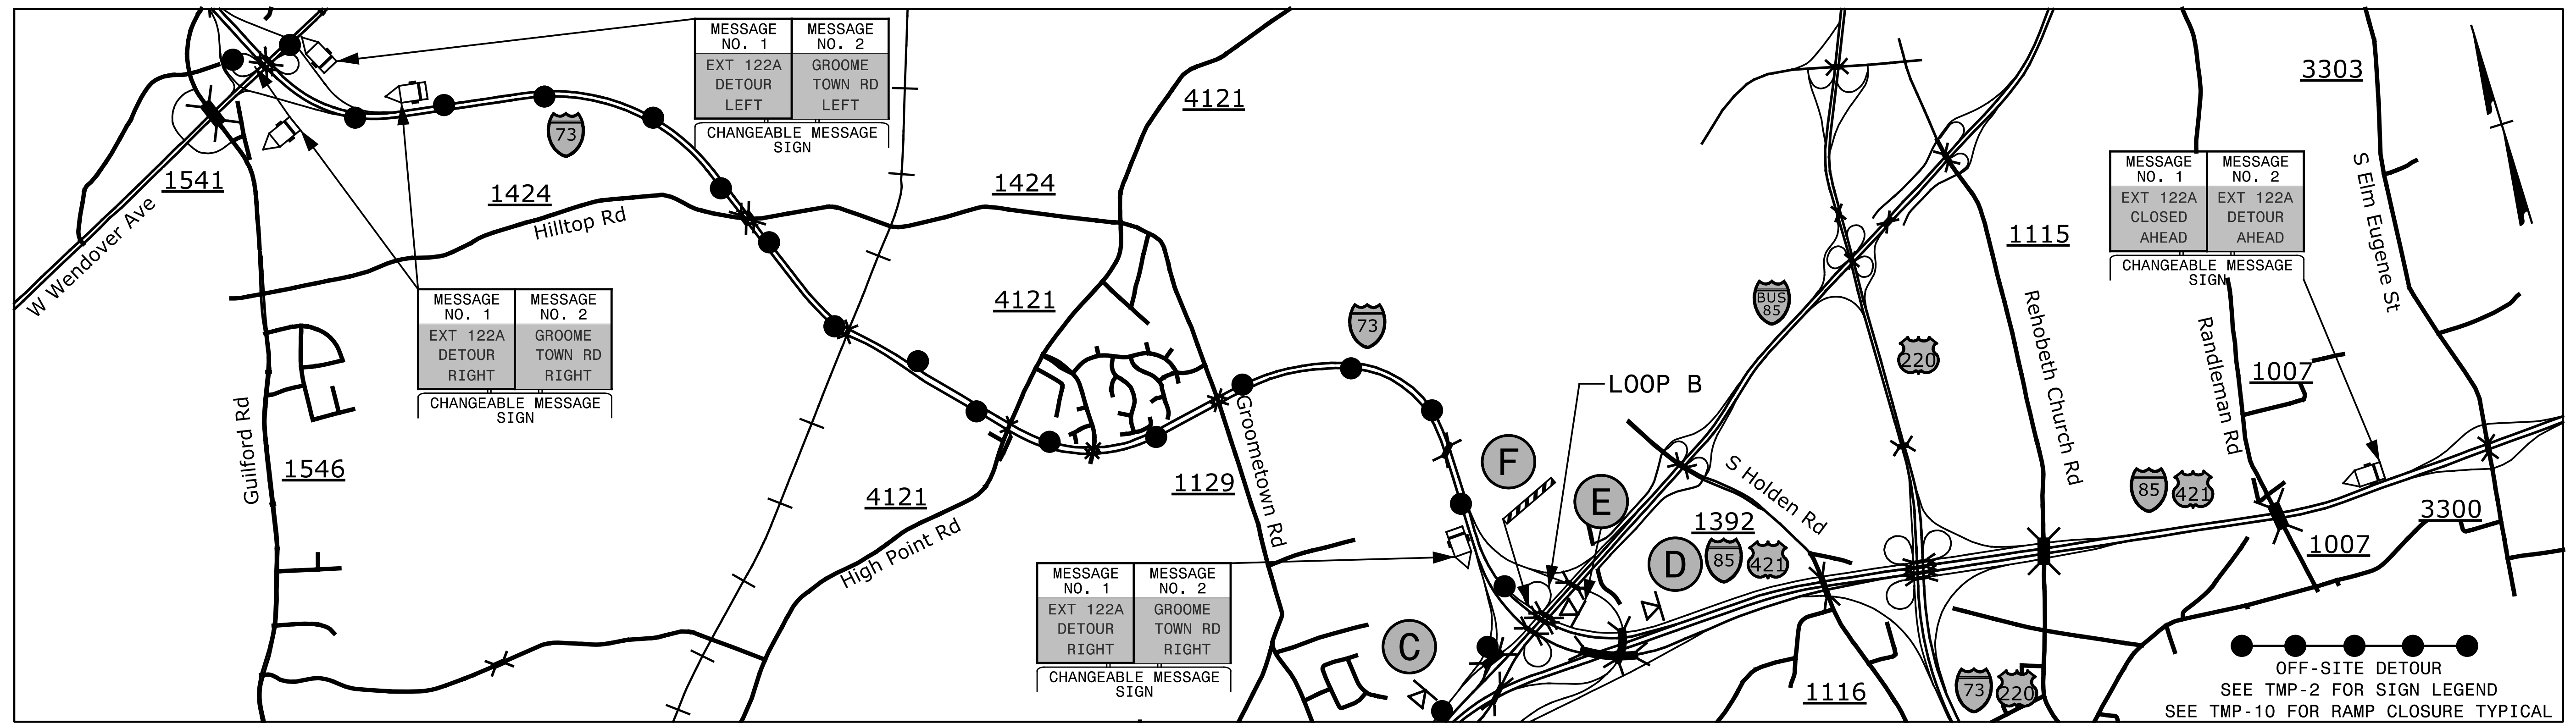 MESSAGE NO. 1
MESSAGE NO. 2
EXT 122A
DETOUR
LEFT
GROOME
TOWN RD
LEFT
CHANGEABLE MESSAGE
SIGN
73
1541
1424
Hilltop Rd
W Wendover Ave
1424
4121
MESSAGE NO. 1
MESSAGE NO. 2
EXT 122A
DETOUR
RIGHT
GROOME
TOWN RD
RIGHT
CHANGEABLE MESSAGE
SIGN
Guilford Rd
1546
4121
4121
High Point Rd
1129
Groometown Rd
73
MESSAGE NO. 1
MESSAGE NO. 2
EXT 122A
DETOUR
RIGHT
GROOME
TOWN RD
RIGHT
CHANGEABLE MESSAGE
SIGN
F
E
LOOP B
C
D
85
421
1392
S Holden Rd
BUS
85
220
1115
Rehobeth Church Rd
3303
S Elm Eugene St
MESSAGE NO. 1
MESSAGE NO. 2
EXT 122A
CLOSED
AHEAD
EXT 122A
DETOUR
AHEAD
CHANGEABLE MESSAGE
SIGN
Randleman Rd
1007
85
421
3300
1007
1116
73
220
OFF-SITE DETOUR
SEE TMP-2 FOR SIGN LEGEND
SEE TMP-10 FOR RAMP CLOSURE TYPICAL